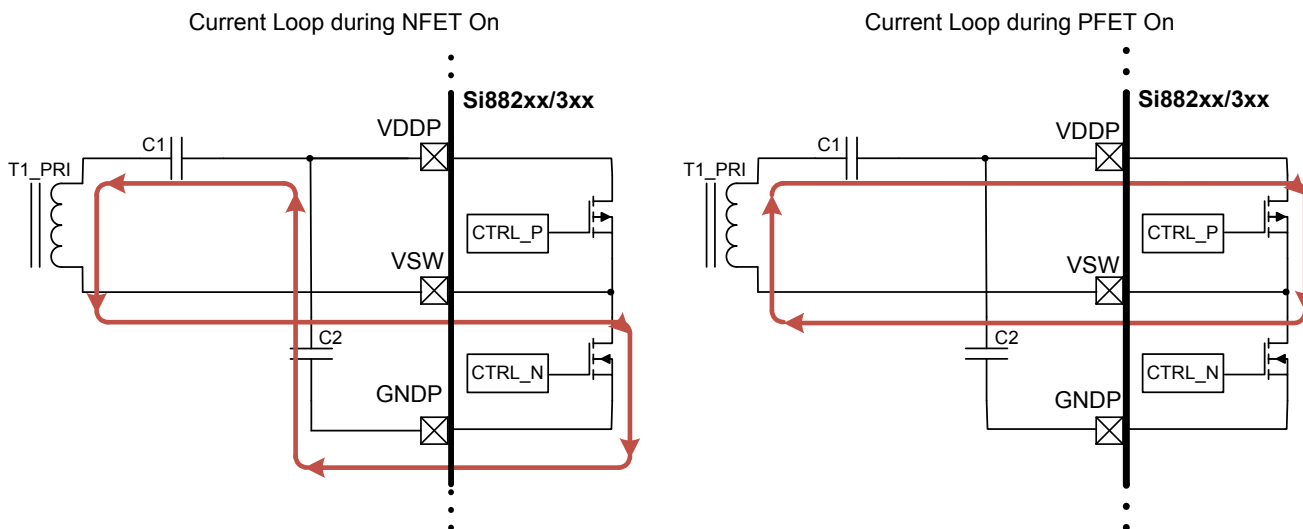 Current Loop during NFET On
Si882xx/3xx
VDDP
C1
T1_PRI
CTRL_P
VSW
C2
CTRL_N
GNDP
Current Loop during PFET On
Si882xx/3xx
VDDP
C1
T1_PRI
CTRL_P
VSW
C2
CTRL_N
GNDP